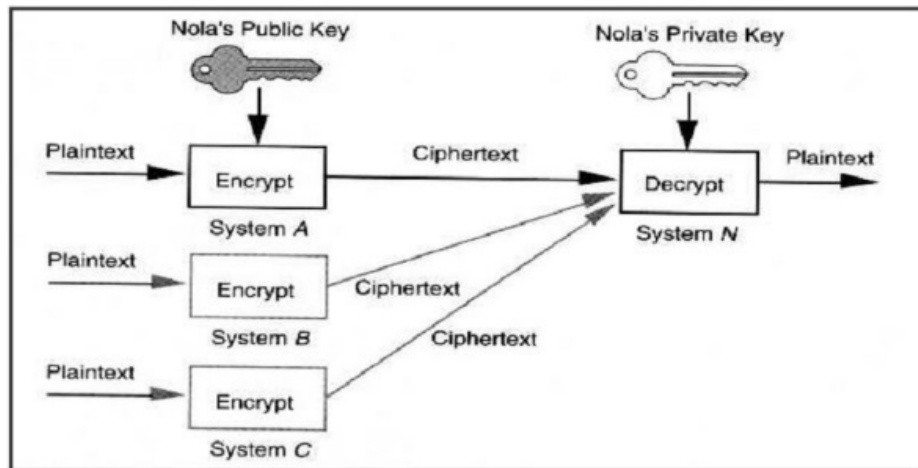 Nola's Public Key
Nola's Private Key
Plaintext
Encrypt
Ciphertext
Decrypt
Plaintext
System A
System N
Plaintext
Encrypt
Ciphertext
System B
Ciphertext
Plaintext
Encrypt
System C